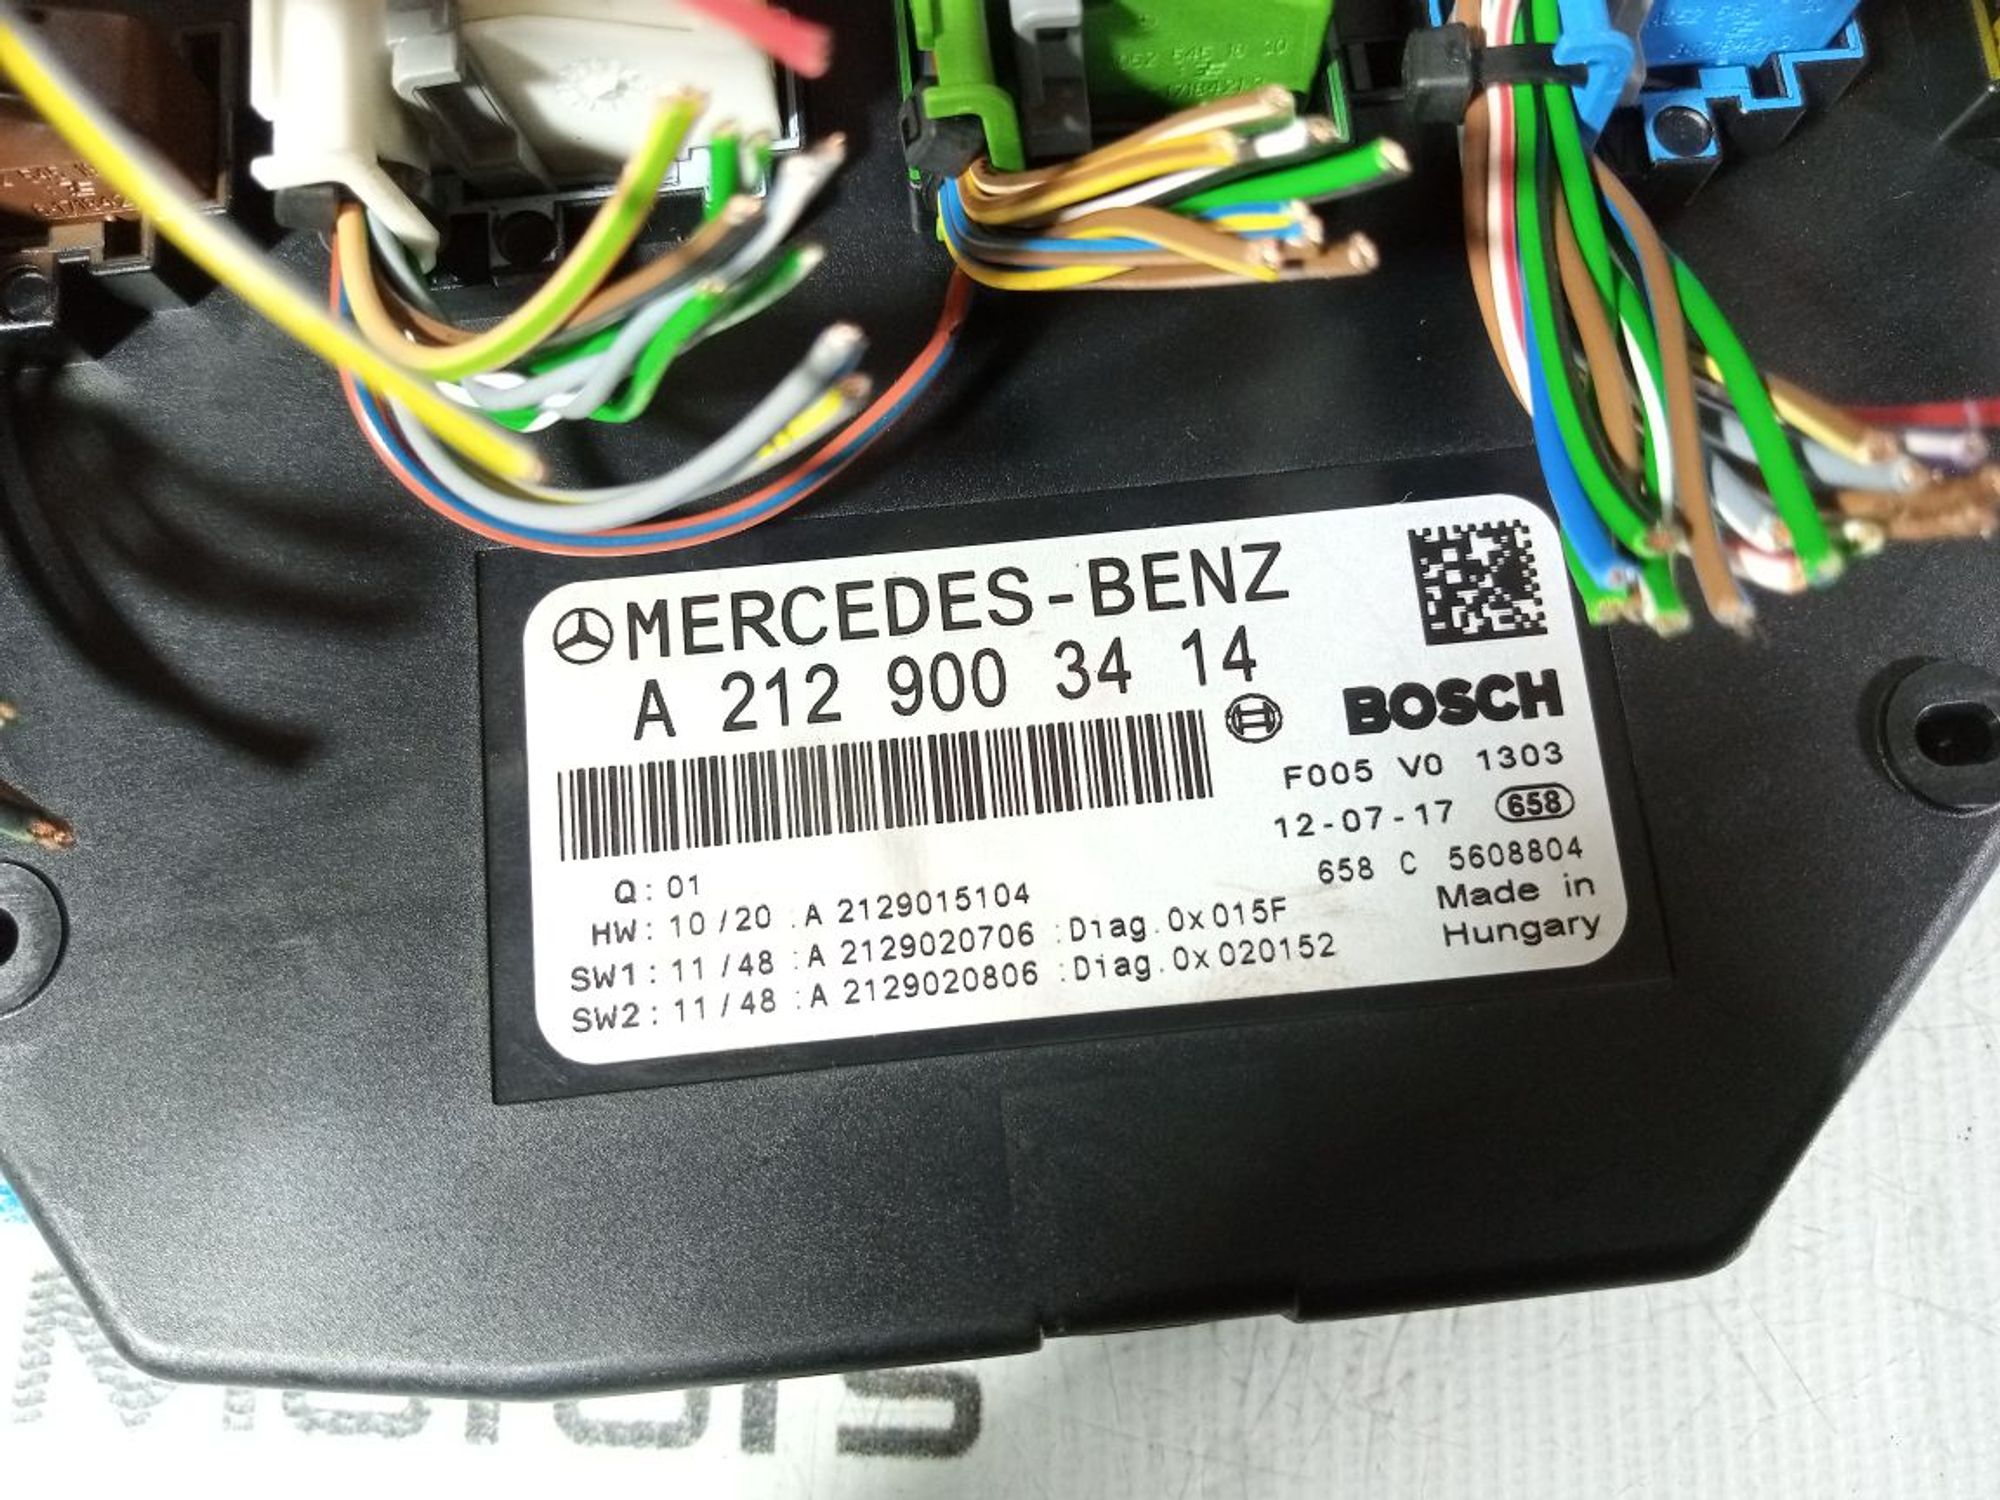 MERCEDES-BENZ
A 212 900 34 14
BOSCH
F005 V0 1303
12-07-17 658
658 C 5608804
Made in
Hungary
Q: 01
HW: 10/20 :A 2129015104
SW1: 11/48 :A 2129020706 :Diag.0x015F
SW2: 11/48 :A 2129020806 :Diag.0x020152